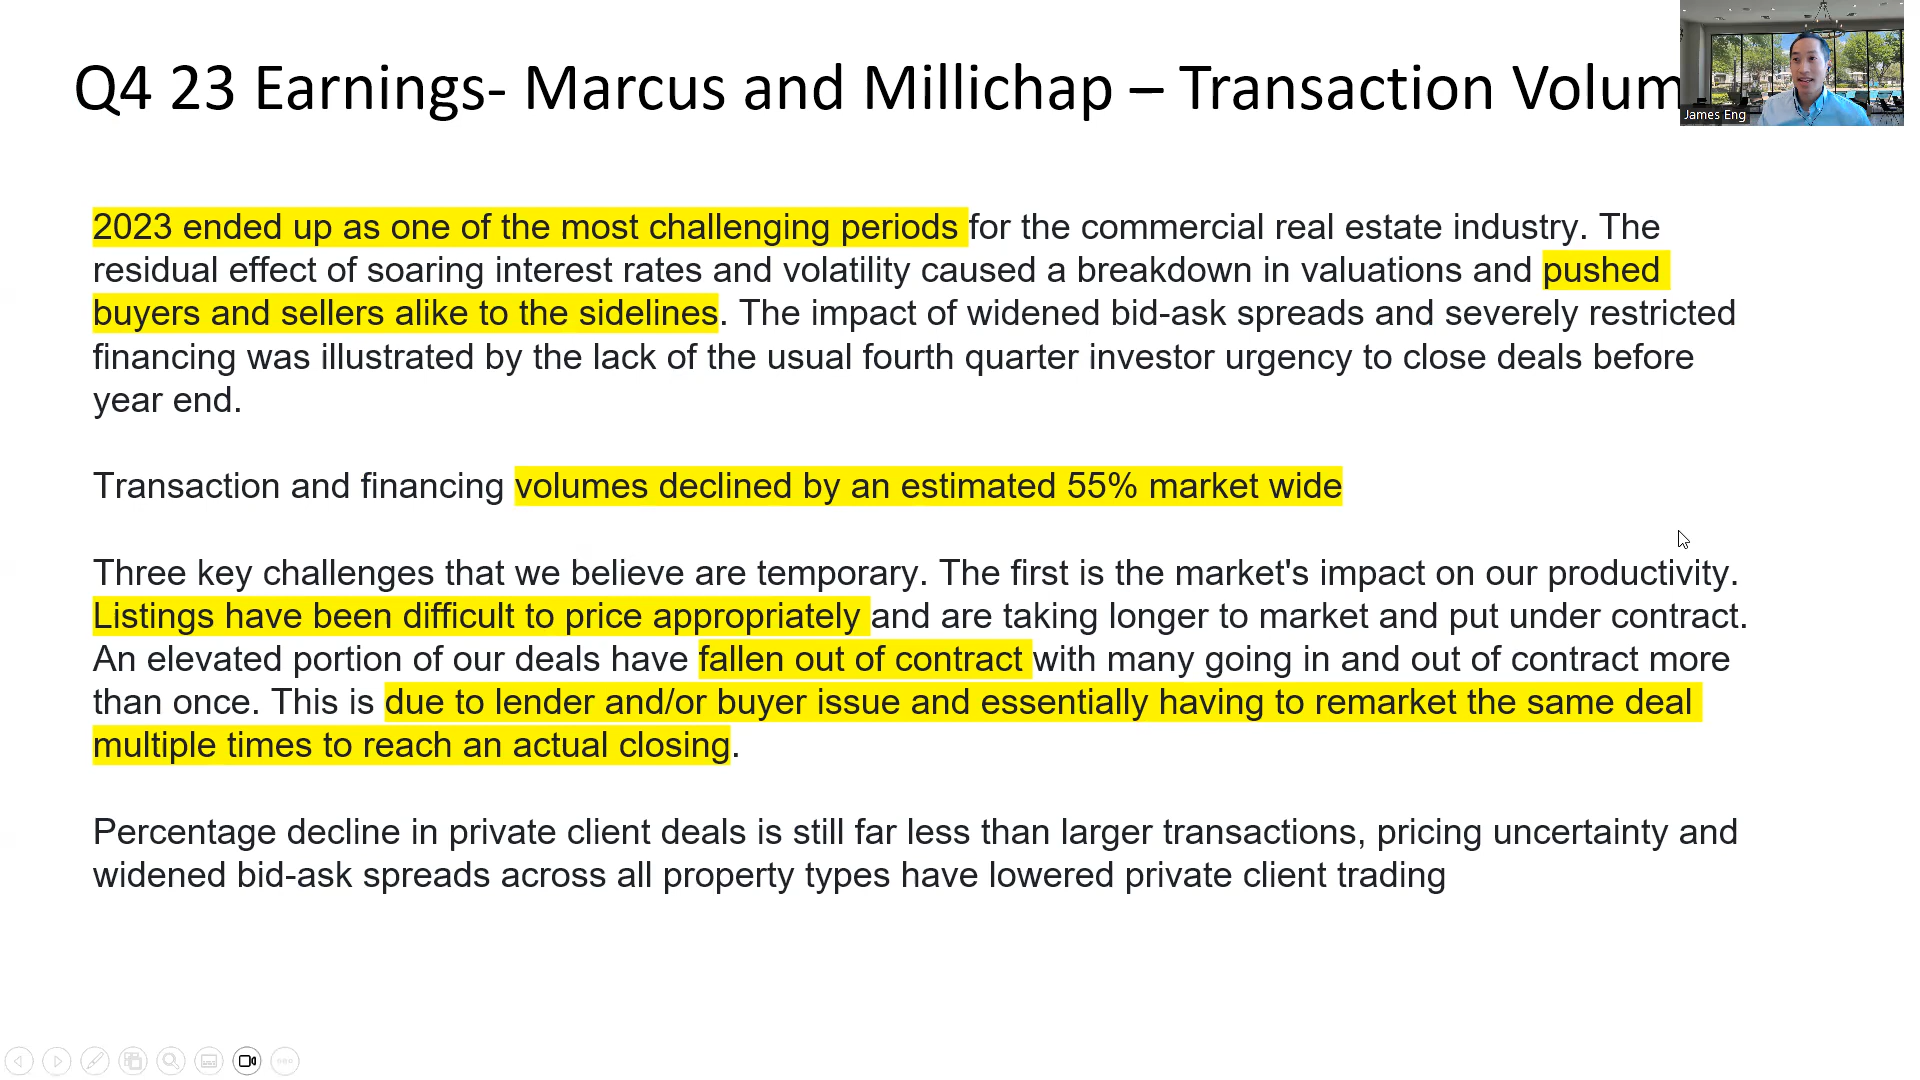 Q4 23 Earnings- Marcus and Millichap – Transaction Volum
James Eng
2023 ended up as one of the most challenging periods for the commercial real estate industry. The
residual effect of soaring interest rates and volatility caused a breakdown in valuations and pushed
buyers and sellers alike to the sidelines. The impact of widened bid-ask spreads and severely restricted
financing was illustrated by the lack of the usual fourth quarter investor urgency to close deals before
year end.
Transaction and financing volumes declined by an estimated 55% market wide
Three key challenges that we believe are temporary. The first is the market's impact on our productivity.
Listings have been difficult to price appropriately and are taking longer to market and put under contract.
An elevated portion of our deals have fallen out of contract with many going in and out of contract more
than once. This is due to lender and/or buyer issue and essentially having to remarket the same deal
multiple times to reach an actual closing.
Percentage decline in private client deals is still far less than larger transactions, pricing uncertainty and
widened bid-ask spreads across all property types have lowered private client trading